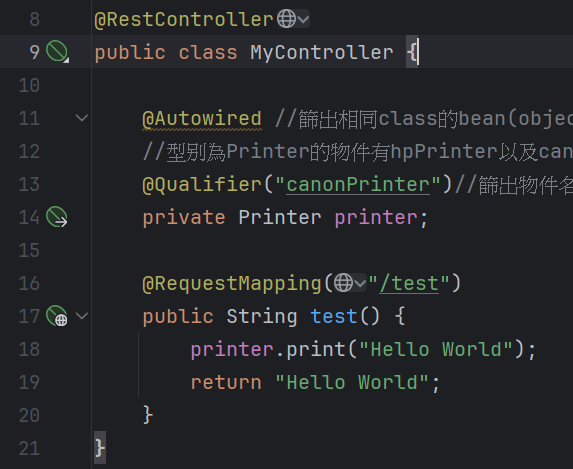 8 @RestController
9 public class MyController {
10
11 @Autowired //篩出相同class的bean(objec
12 //型別為Printer的物件有hpPrinter以及can
13 @Qualifier("canonPrinter")//篩出物件名
14 private Printer printer;
15
16 @RequestMapping("/test")
17 public String test() {
18 printer.print("Hello World");
19 return "Hello World";
20 }
21 }